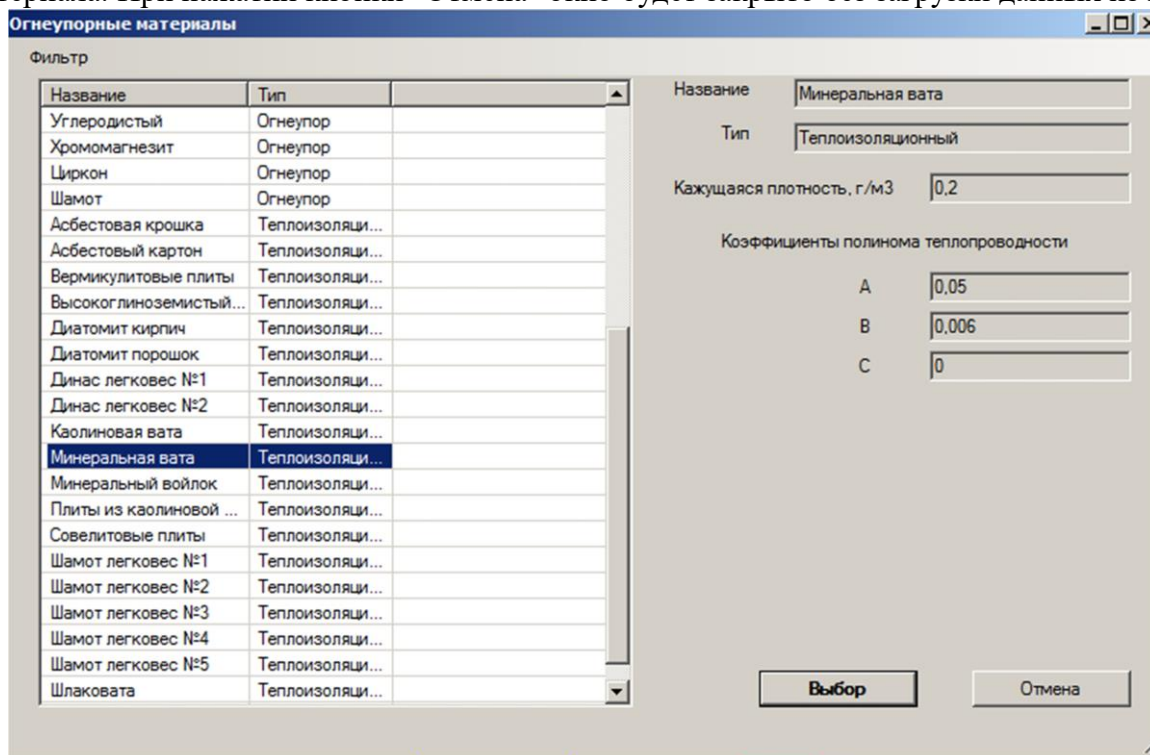 Огнеупорные материалы
Фильтр
Название Тип
Углеродистый Огнеупор
Хромомагнезит Огнеупор
Циркон Огнеупор
Шамот Огнеупор
Асбестовая крошка Теплоизоляци...
Асбестовый картон Теплоизоляци...
Вермикулитовые плиты Теплоизоляци...
Высокоглиноземистый... Теплоизоляци...
Диатомит кирпич Теплоизоляци...
Диатомит порошок Теплоизоляци...
Динас легковес №1 Теплоизоляци...
Динас легковес №2 Теплоизоляци...
Каолиновая вата Теплоизоляци...
Минеральная вата Теплоизоляци...
Минеральный войлок Теплоизоляци...
Плиты из каолиновой ... Теплоизоляци...
Совелитовые плиты Теплоизоляци...
Шамот легковес №1 Теплоизоляци...
Шамот легковес №2 Теплоизоляци...
Шамот легковес №3 Теплоизоляци...
Шамот легковес №4 Теплоизоляци...
Шамот легковес №5 Теплоизоляци...
Шлаковата Теплоизоляци...
Название Минеральная вата
Тип Теплоизоляционный
Кажущаяся плотность, г/м3 0,2
Коэффициенты полинома теплопроводности
A 0,05
B 0,006
C 0
Выбор Отмена